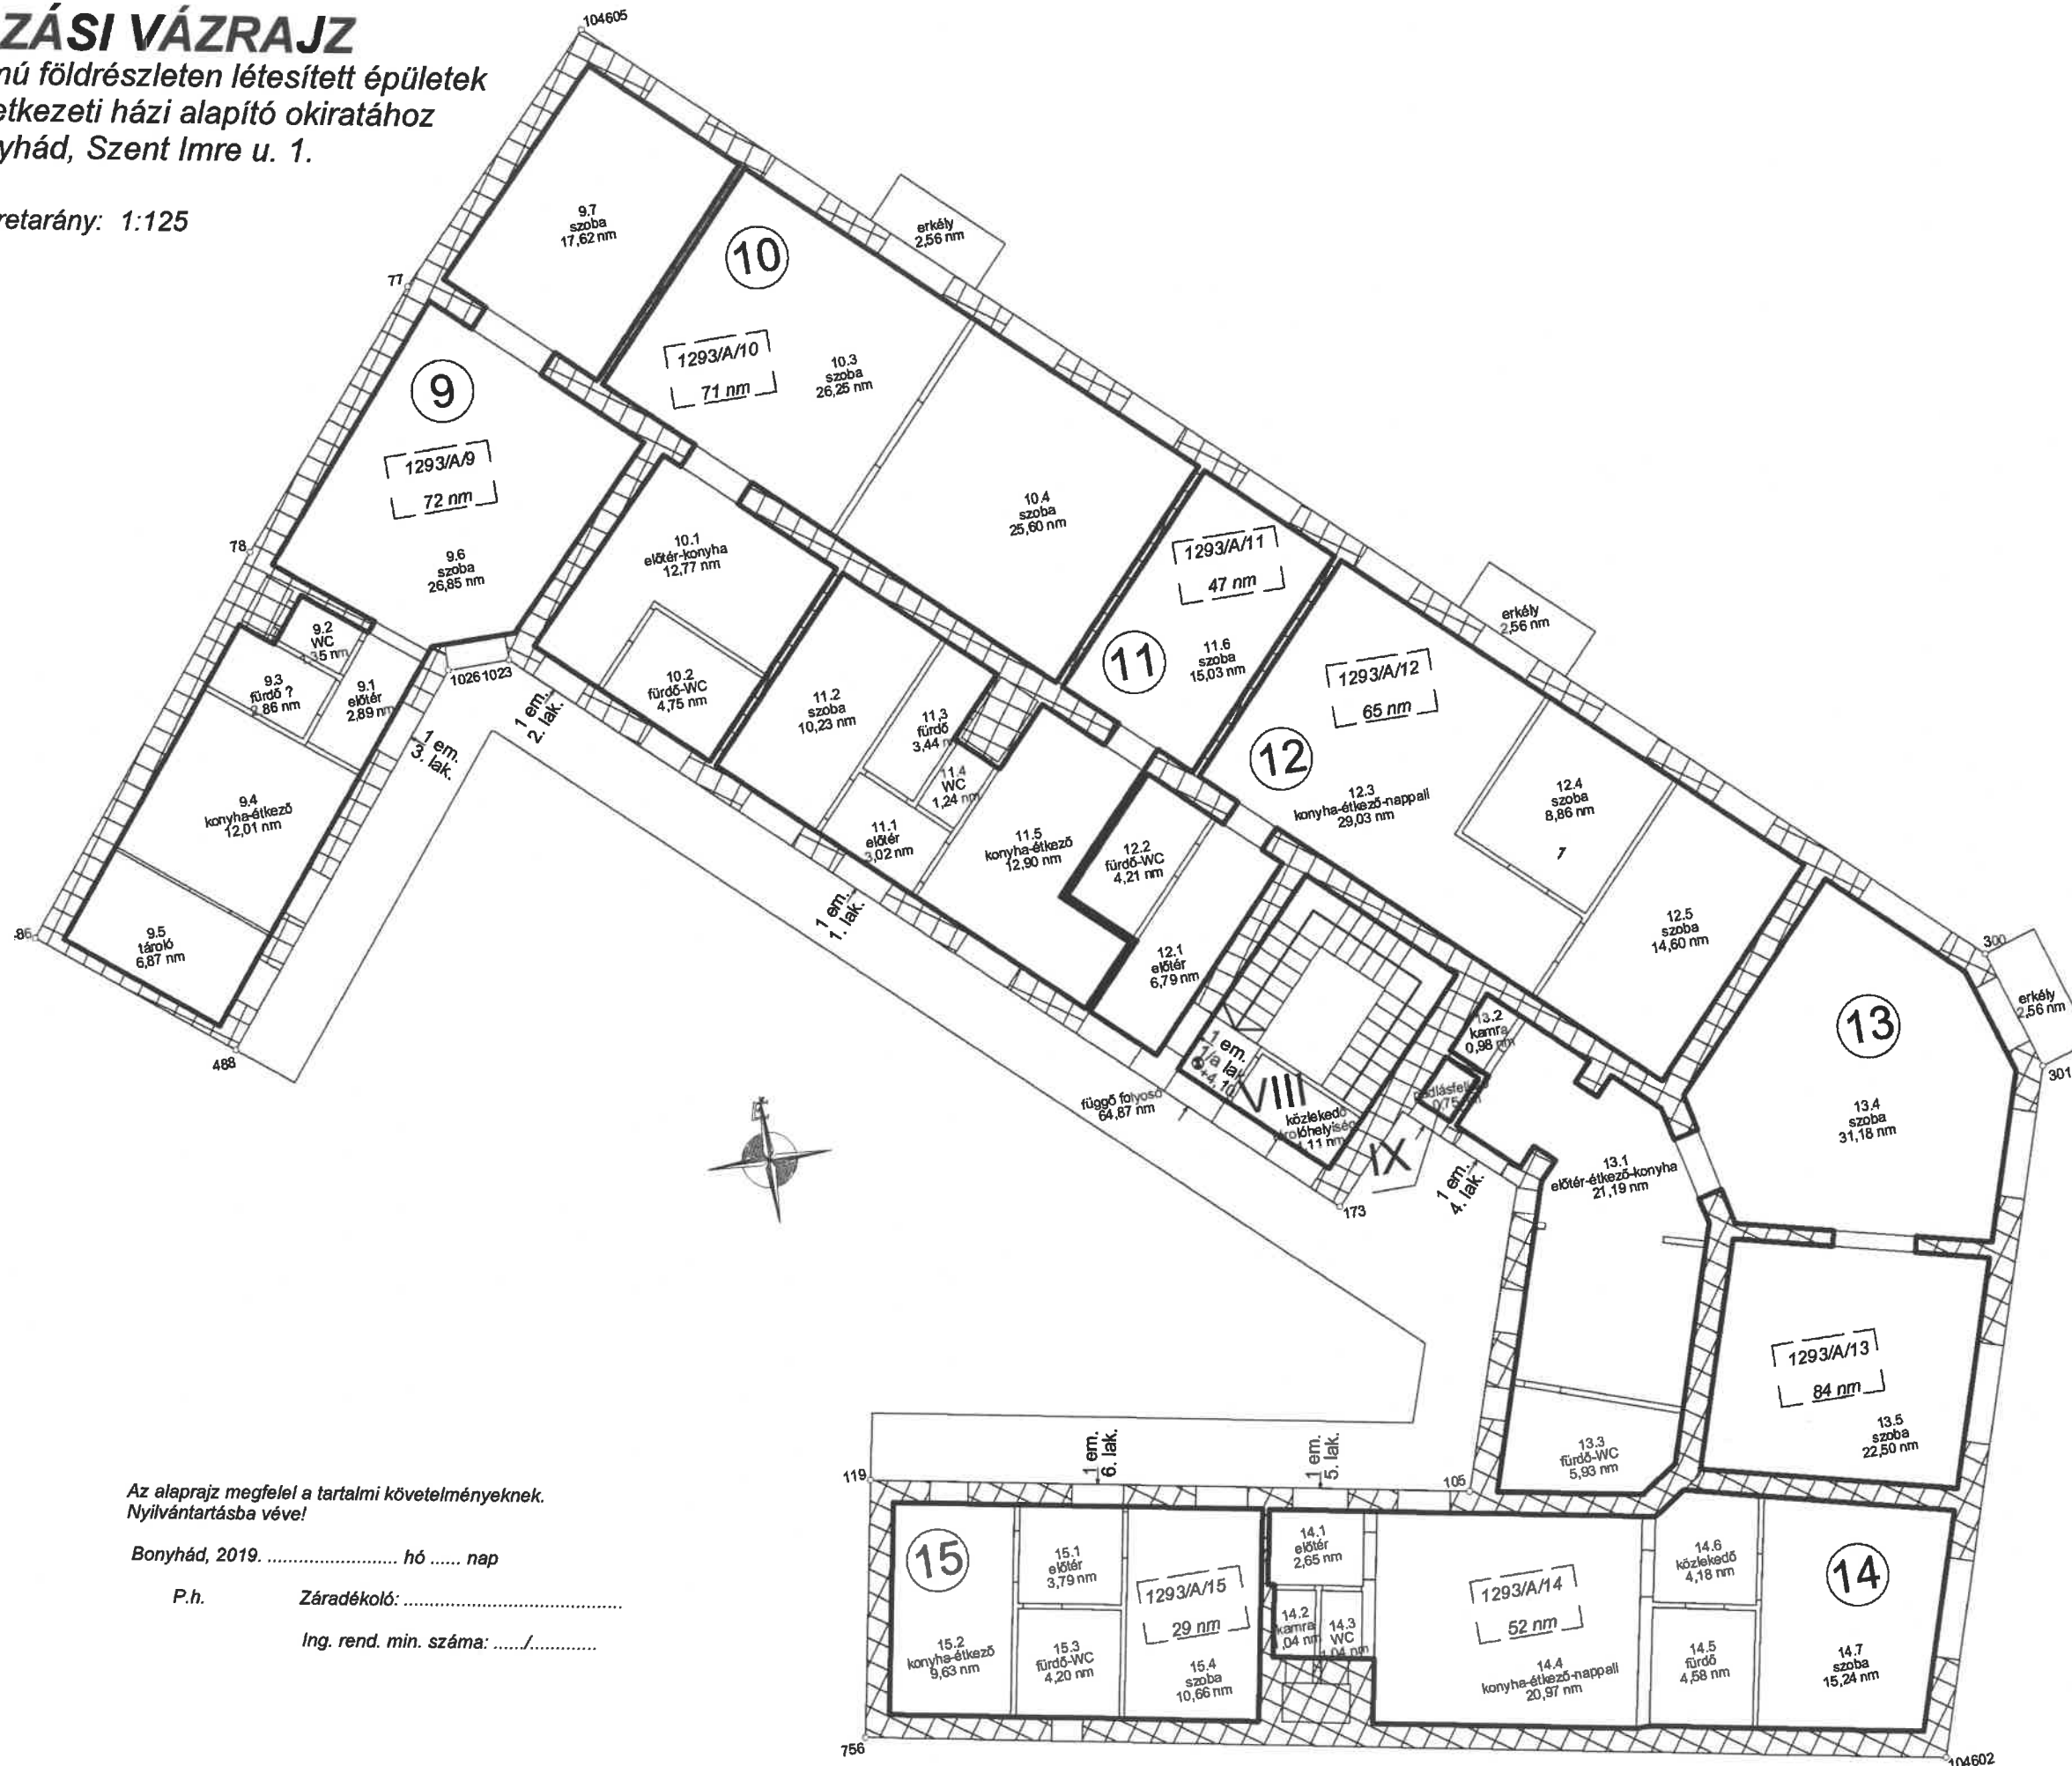 ZÁSI VÁZRAJZ
földrészleten létesített épületek
házi alapító okiratához
Szent Imre u. 1.
1:125
104605
77
78
86
488
1026 1023
300
301
173
119
105
756
104602
9.7
szoba
17,62 nm
10
1293/A/10
71 nm
10.3
szoba
26,25 nm
erkély
2,56 nm
9
1293/A/9
72 nm
9.6
szoba
26,85 nm
10.4
szoba
25,60 nm
10.1
előtér-konyha
12,77 nm
10.2
fürdő-WC
4,75 nm
9.2
WC
9.3
fürdő ?
2,86 nm
9.1
előtér
2,89 nm
9.4
konyha-étkező
12,01 nm
9.5
tároló
6,87 nm
1 em.
3. lak.
1 em.
2. lak.
11
1293/A/11
47 nm
11.6
szoba
15,03 nm
11.2
szoba
10,23 nm
11.3
fürdő
3,44
11.4
WC
1,24 nm
11.1
előtér
3,02 nm
11.5
konyha-étkező
12,90 nm
1 em.
1. lak.
erkély
2,56 nm
12
1293/A/12
65 nm
12.3
konyha-étkező-nappali
29,03 nm
12.4
szoba
8,86 nm
7
12.5
szoba
14,60 nm
12.2
fürdő-WC
4,21 nm
12.1
előtér
6,79 nm
függő folyosó
64,87 nm
1 em.
1/a lak.
+4,10
VIII
közlekedő
IX
1 em.
4. lak.
13.2
kamra
0,98 nm
13
erkély
2,56 nm
13.4
szoba
31,18 nm
13.1
előtér-étkező-konyha
21,19 nm
1293/A/13
84 nm
13.5
szoba
22,50 nm
13.3
fürdő-WC
5,93 nm
1 em.
6. lak.
1 em.
5. lak.
15
15.1
előtér
3,79 nm
1293/A/15
29 nm
15.2
konyha-étkező
9,63 nm
15.3
fürdő-WC
4,20 nm
15.4
szoba
10,66 nm
14.1
előtér
2,65 nm
14.2
kamra
14.3
WC
1,04 nm
1293/A/14
52 nm
14.4
konyha-étkező-nappali
20,97 nm
14.6
közlekedő
4,18 nm
14.5
fürdő
4,58 nm
14
14.7
szoba
15,24 nm
É
Az alaprajz megfelel a tartalmi követelményeknek.
Nyilvántartásba véve!
Bonyhád, 2019. ........................ hó ...... nap
P.h. Záradékoló: ........................................
Ing. rend. min. száma: ....../............